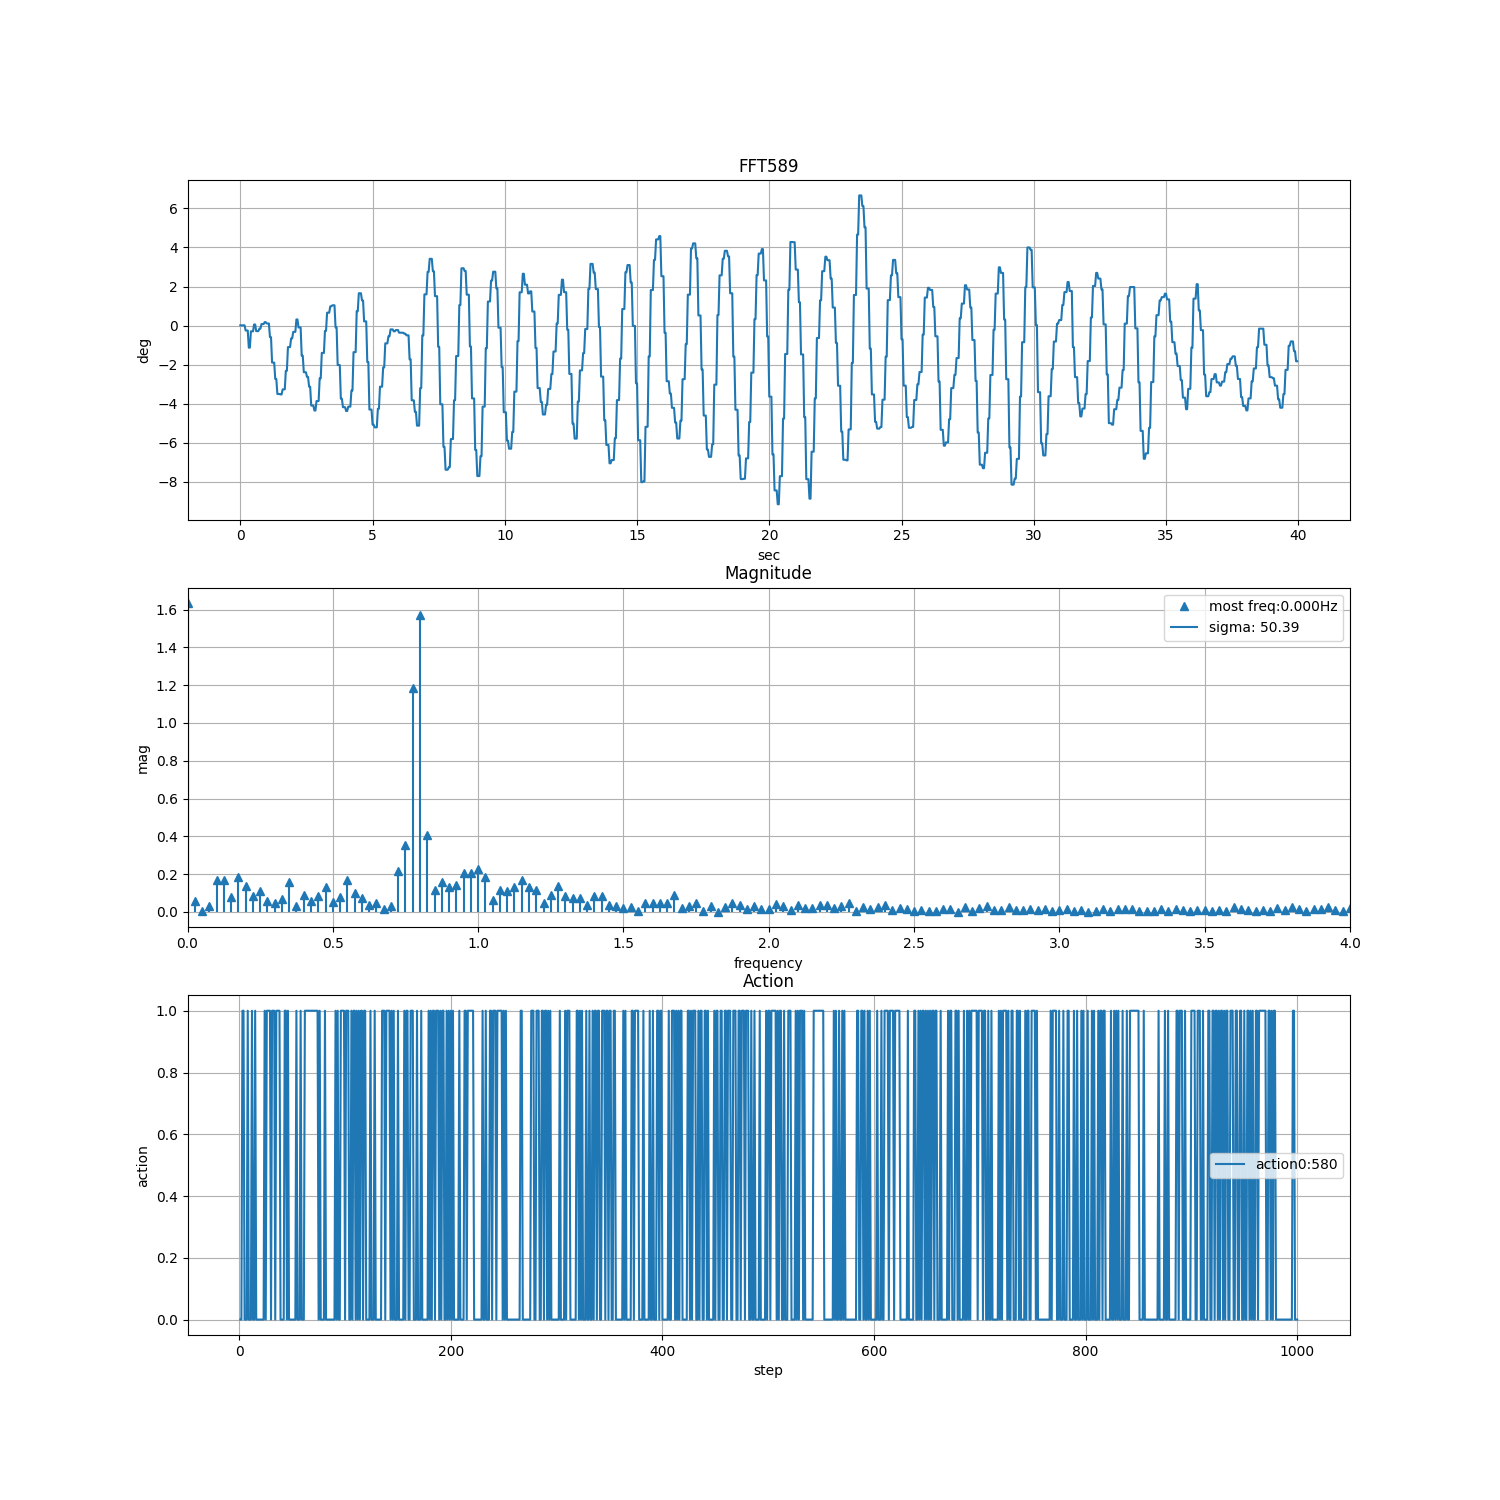 FFT589
6
4
2
0
−2
−4
−6
−8
deg
0 5 10 15 20 25 30 35 40
sec
Magnitude
1.6
1.4
1.2
1.0
0.8
0.6
0.4
0.2
0.0
mag
most freq:0.000Hz
sigma: 50.39
0.0 0.5 1.0 1.5 2.0 2.5 3.0 3.5 4.0
frequency
Action
1.0
0.8
0.6
0.4
0.2
0.0
action
action0:580
0 200 400 600 800 1000
step